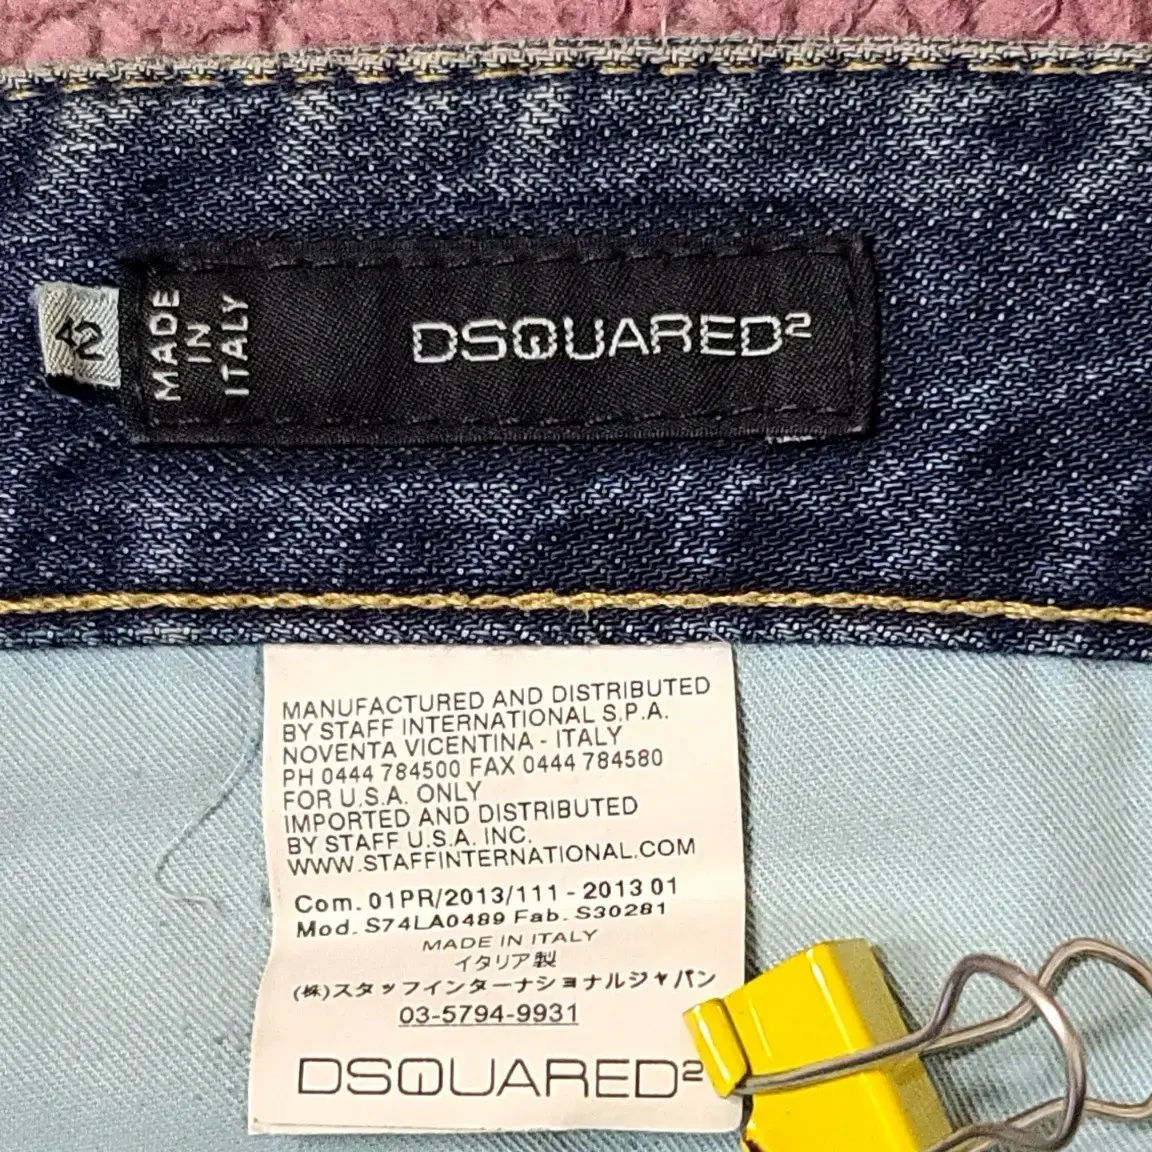 42
MADE
IN
ITALY
DSQUARED²
MANUFACTURED AND DISTRIBUTED
BY STAFF INTERNATIONAL S.P.A.
NOVENTA VICENTINA - ITALY
PH 0444 784500 FAX 0444 784580
FOR U.S.A. ONLY
IMPORTED AND DISTRIBUTED
BY STAFF U.S.A. INC.
WWW.STAFFINTERNATIONAL.COM
Com. 01PR/2013/111 - 2013 01
Mod. S74LA0489 Fab. S30281
MADE IN ITALY
イタリア製
(株)スタッフインターナショナルジャパン
03-5794-9931
DSQUARED²